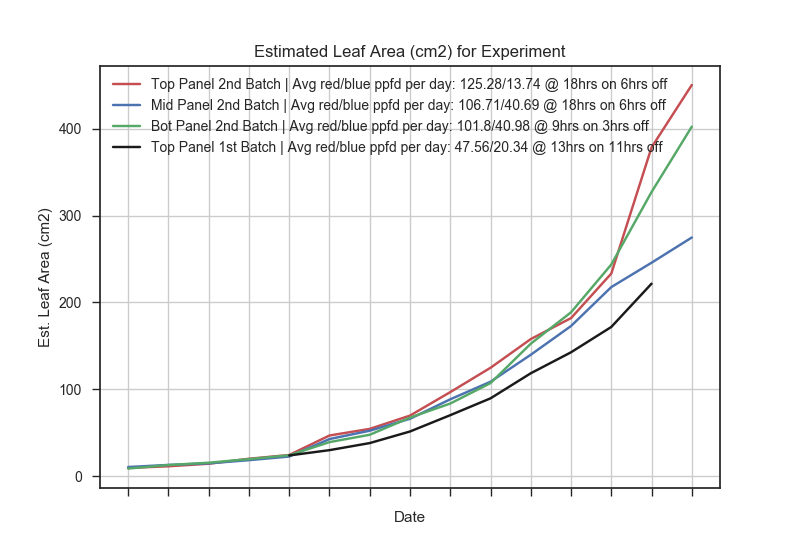 Estimated Leaf Area (cm2) for Experiment
Top Panel 2nd Batch | Avg red/blue ppfd per day: 125.28/13.74 @ 18hrs on 6hrs off
Mid Panel 2nd Batch | Avg red/blue ppfd per day: 106.71/40.69 @ 18hrs on 6hrs off
Bot Panel 2nd Batch | Avg red/blue ppfd per day: 101.8/40.98 @ 9hrs on 3hrs off
Top Panel 1st Batch | Avg red/blue ppfd per day: 47.56/20.34 @ 13hrs on 11hrs off
400
300
200
100
0
Est. Leaf Area (cm2)
Date